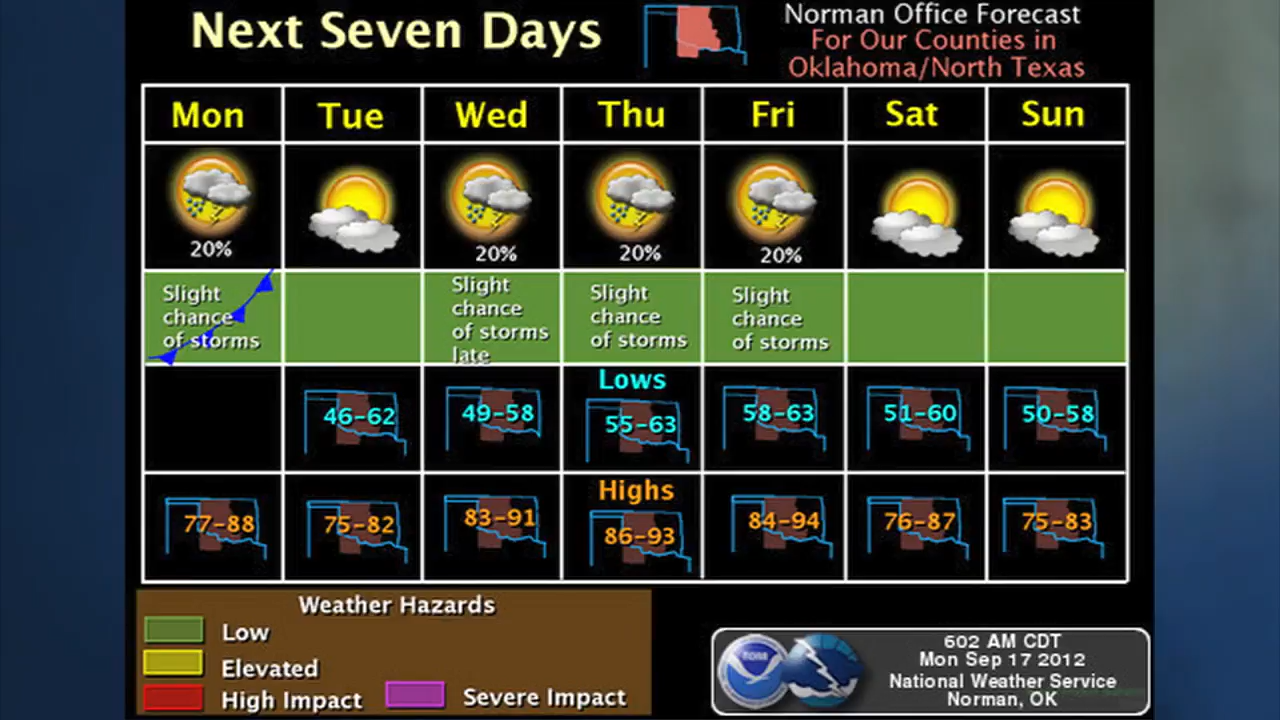 Next Seven Days
Norman Office Forecast
For Our Counties in
Oklahoma/North Texas
Mon Tue Wed Thu Fri Sat Sun
20% 20% 20% 20%
Slight
chance
of storms
Slight
chance
of storms
late
Slight
chance
of storms
Slight
chance
of storms
Lows
46-62 49-58 55-63 58-63 51-60 50-58
Highs
77-88 75-82 83-91 86-93 84-94 76-87 75-83
Weather Hazards
Low
Elevated
High Impact
Severe Impact
NOAA
602 AM CDT
Mon Sep 17 2012
National Weather Service
Norman, OK